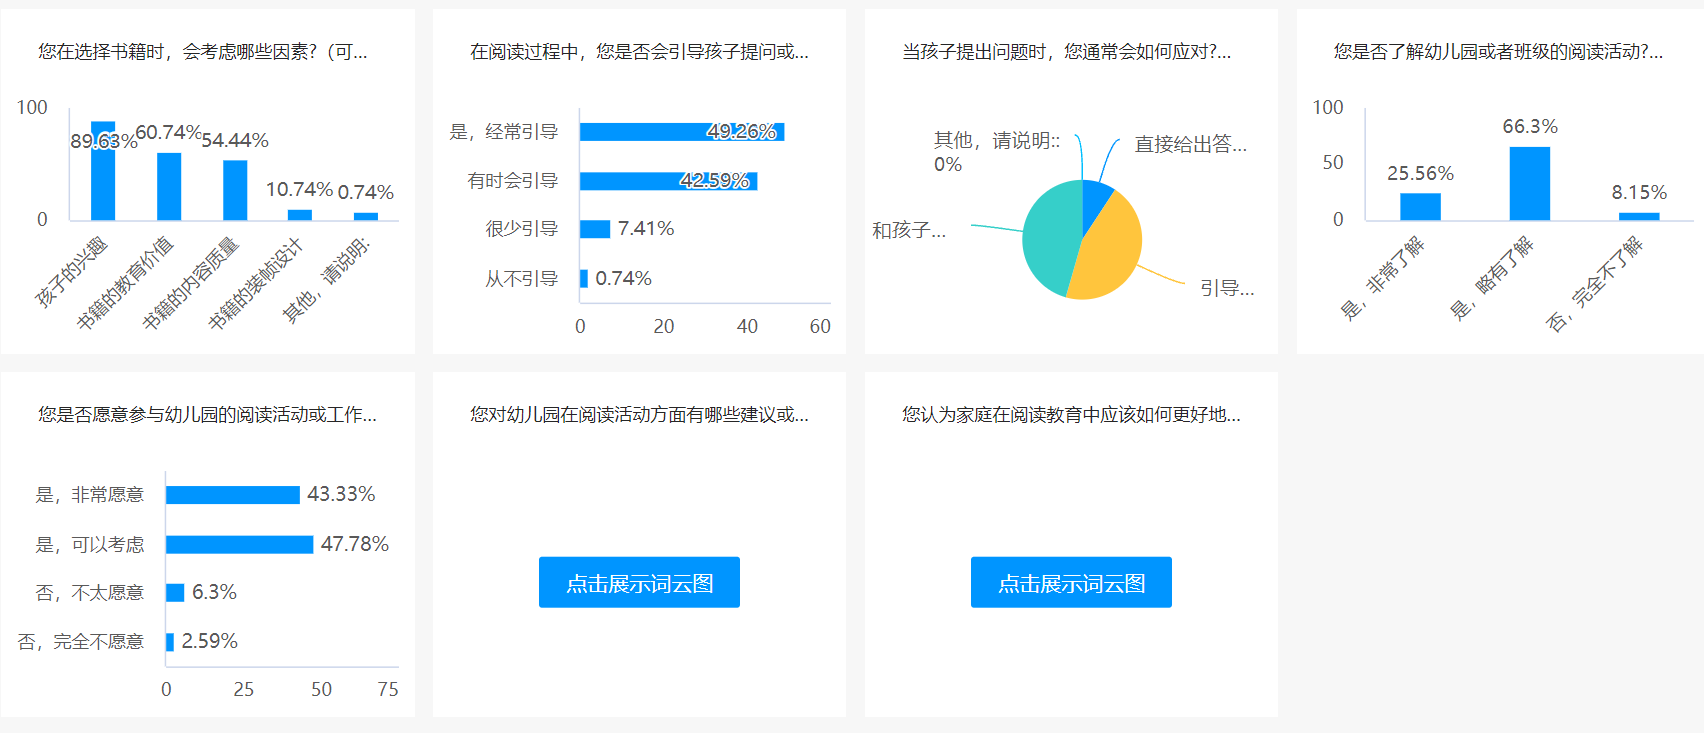 您在选择书籍时，会考虑哪些因素?（可...
100
0
89.63%
60.74%
54.44%
10.74%
0.74%
孩子的兴趣
书籍的教育价值
书籍的内容质量
书籍的装帧设计
其他，请说明:
在阅读过程中，您是否会引导孩子提问或...
是，经常引导
49.26%
有时会引导
42.59%
很少引导
7.41%
从不引导
0.74%
0
20
40
60
当孩子提出问题时，您通常会如何应对?...
其他，请说明::
0%
直接给出答...
和孩子...
引导...
您是否了解幼儿园或者班级的阅读活动?...
100
50
0
25.56%
66.3%
8.15%
是，非常了解
是，略有了解
否，完全不了解
您是否愿意参与幼儿园的阅读活动或工作...
是，非常愿意
43.33%
是，可以考虑
47.78%
否，不太愿意
6.3%
否，完全不愿意
2.59%
0
25
50
75
您对幼儿园在阅读活动方面有哪些建议或...
点击展示词云图
您认为家庭在阅读教育中应该如何更好地...
点击展示词云图